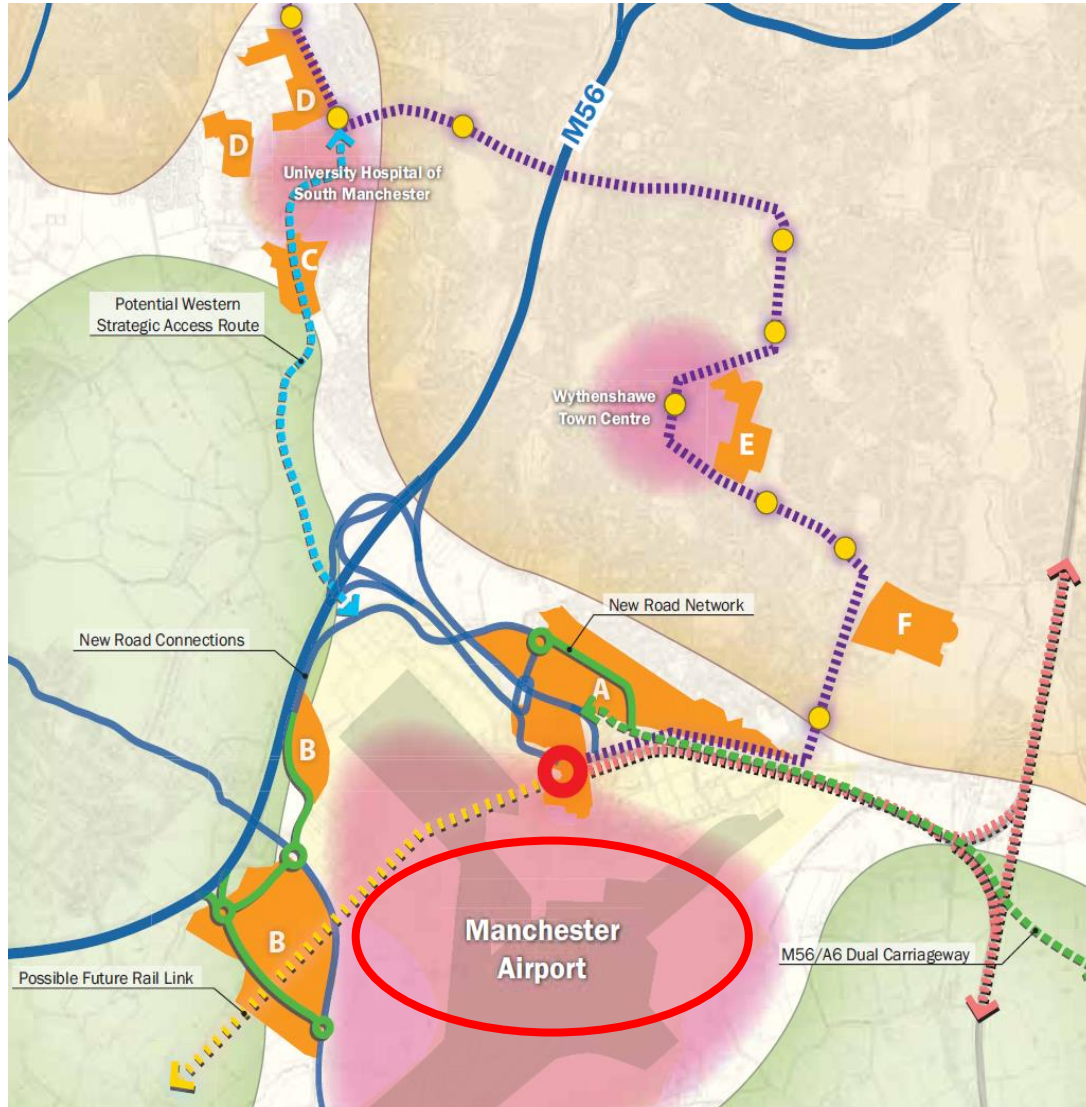 M56
D
D
University Hospital of
South Manchester
C
Potential Western
Strategic Access Route
Wythenshawe
Town Centre
E
New Road Network
F
New Road Connections
A
B
Manchester
Airport
B
M56/A6 Dual Carriageway
Possible Future Rail Link